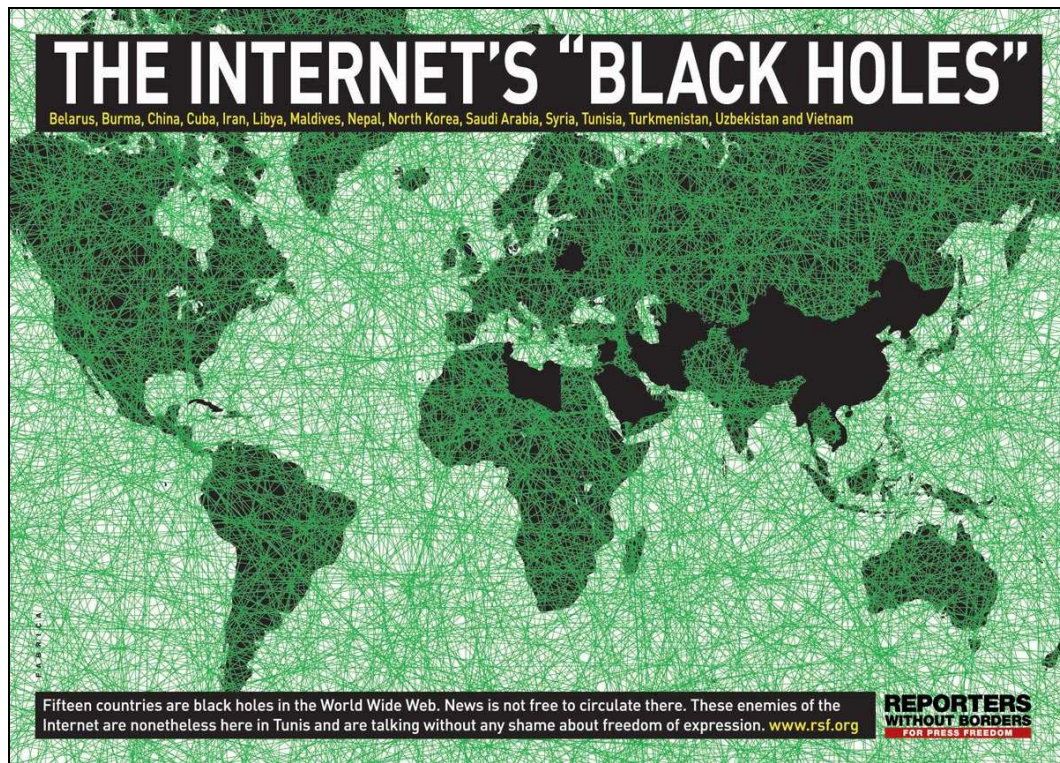 THE INTERNET'S "BLACK HOLES"
Belarus, Burma, China, Cuba, Iran, Libya, Maldives, Nepal, North Korea, Saudi Arabia, Syria, Tunisia, Turkmenistan, Uzbekistan and Vietnam
FABRICA
Fifteen countries are black holes in the World Wide Web. News is not free to circulate there. These enemies of the
Internet are nonetheless here in Tunis and are talking without any shame about freedom of expression. www.rsf.org
REPORTERS
WITHOUT BORDERS
FOR PRESS FREEDOM